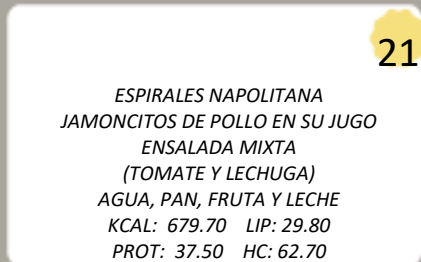 21
ESPIRALES NAPOLITANA
JAMONCITOS DE POLLO EN SU JUGO
ENSALADA MIXTA
(TOMATE Y LECHUGA)
AGUA, PAN, FRUTA Y LECHE
KCAL: 679.70 LIP: 29.80
PROT: 37.50 HC: 62.70